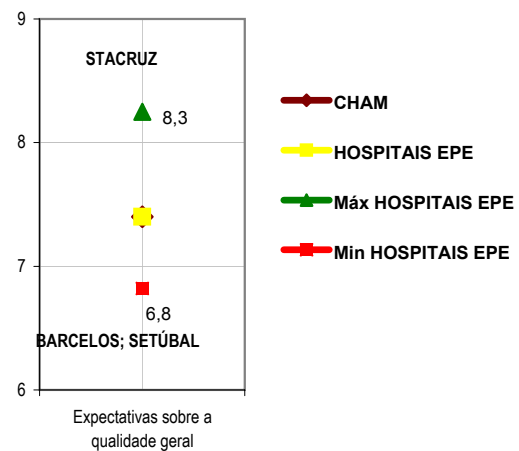 9
STACRUZ
8,3
8
7
6,8
BARCELOS; SETÚBAL
6
Expectativas sobre a
qualidade geral
CHAM
HOSPITAIS EPE
Máx HOSPITAIS EPE
Min HOSPITAIS EPE